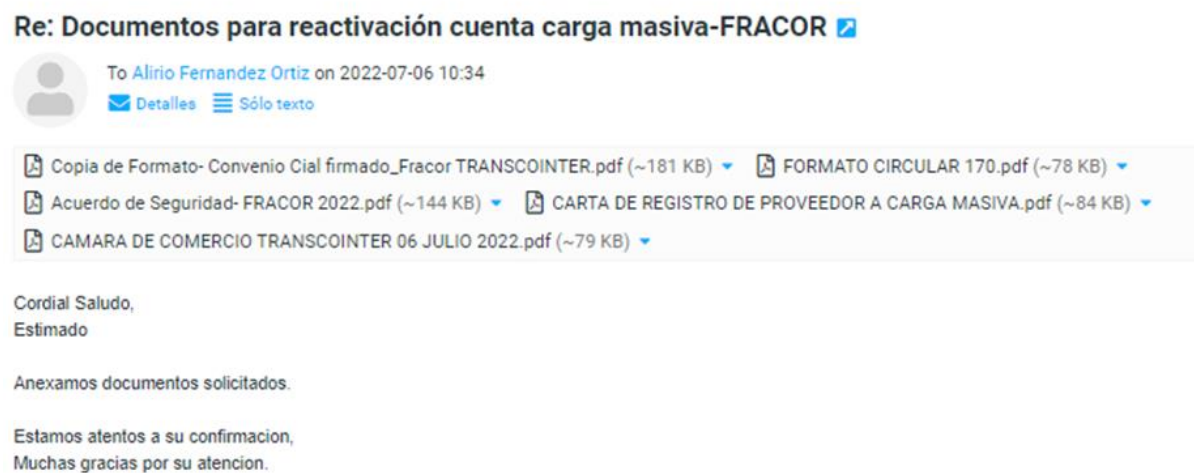 Re: Documentos para reactivación cuenta carga masiva-FRACOR
To Alirio Fernandez Ortiz on 2022-07-06 10:34
Detalles Sólo texto
Copia de Formato- Convenio Cial firmado_Fracor TRANSCOINTER.pdf (~181 KB) FORMATO CIRCULAR 170.pdf (~78 KB)
Acuerdo de Seguridad- FRACOR 2022.pdf (~144 KB) CARTA DE REGISTRO DE PROVEEDOR A CARGA MASIVA.pdf (~84 KB)
CAMARA DE COMERCIO TRANSCOINTER 06 JULIO 2022.pdf (~79 KB)
Cordial Saludo,
Estimado
Anexamos documentos solicitados.
Estamos atentos a su confirmacion,
Muchas gracias por su atencion.